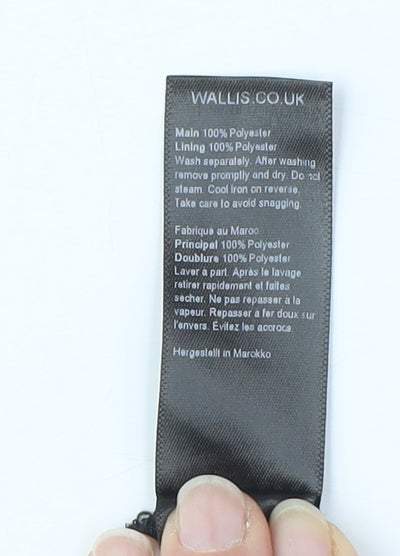 WALLIS.CO.UK
Main 100% Polyester
Lining 100% Polyester
Wash separately. After washing
remove promptly and dry. Do not
steam. Cool iron on reverse.
Take care to avoid snagging.
Fabriqué au Maroc
Principal 100% Polyester
Doublure 100% Polyester
Laver à part. Après le lavage
retirer rapidement et faites
sécher. Ne pas repasser à la
vapeur. Repasser à fer doux sur
l'envers. Évitez les accrocs.
Hergestellt in Marokko